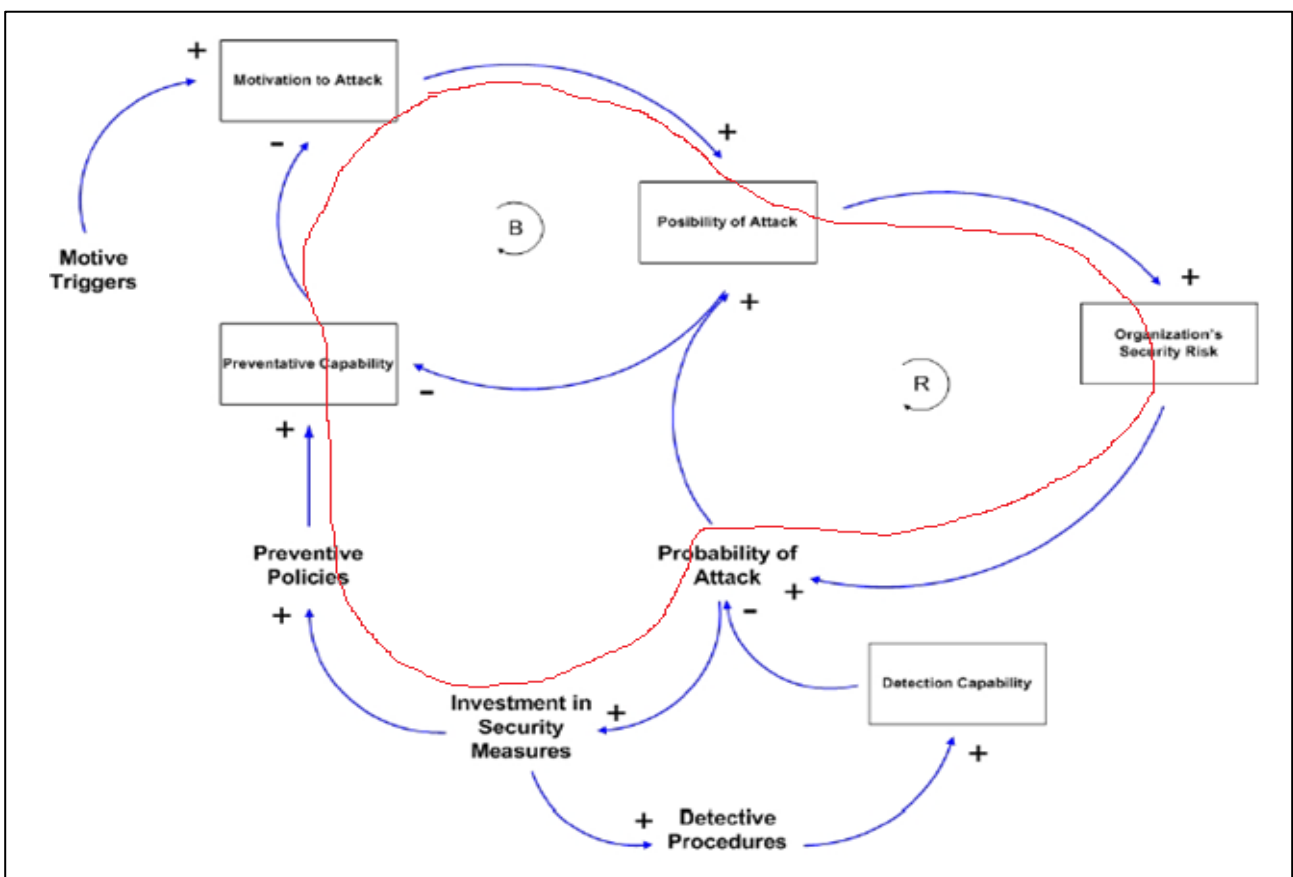 +
Motivation to Attack
-
+
Posibility of Attack
B
Motive
Triggers
+
+
Organization's
Security Risk
Preventative Capability
-
R
+
Preventive
Policies
Probability of
Attack
+
-
+
Detection Capability
Investment in
Security
Measures
+
+
+
Detective
Procedures